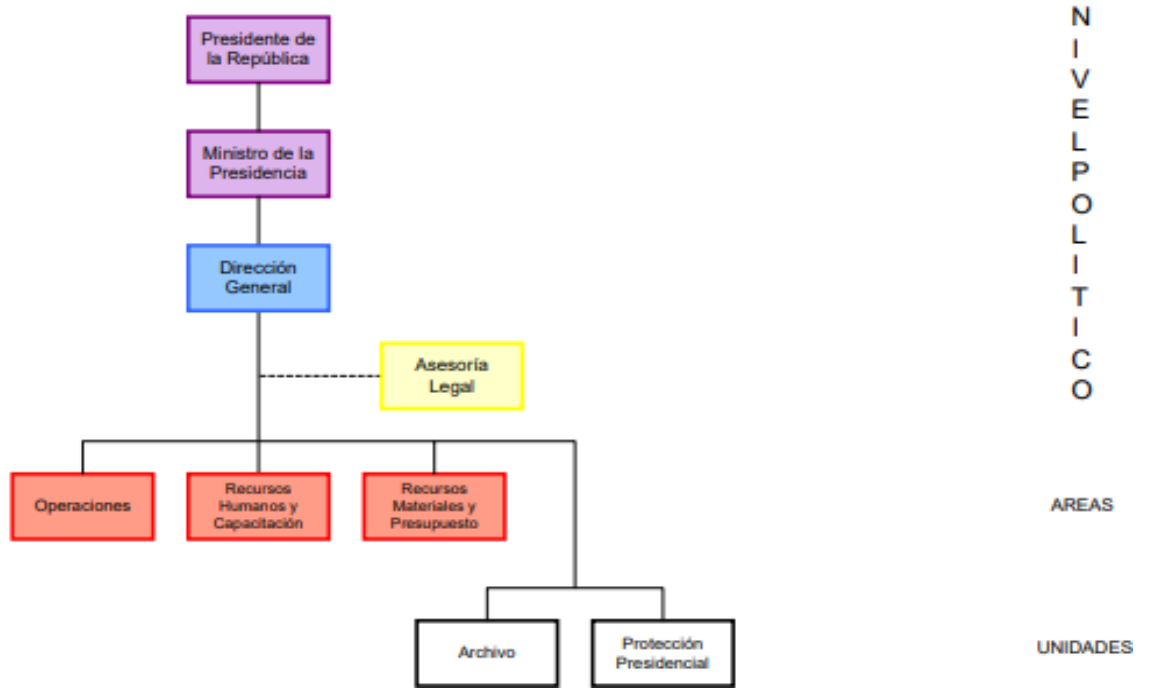 Presidente de
la República
Ministro de la
Presidencia
Dirección
General
Asesoría
Legal
Operaciones
Recursos
Humanos y
Capacitación
Recursos
Materiales y
Presupuesto
Archivo
Protección
Presidencial
N
I
V
E
L
P
O
L
I
T
I
C
O
AREAS
UNIDADES